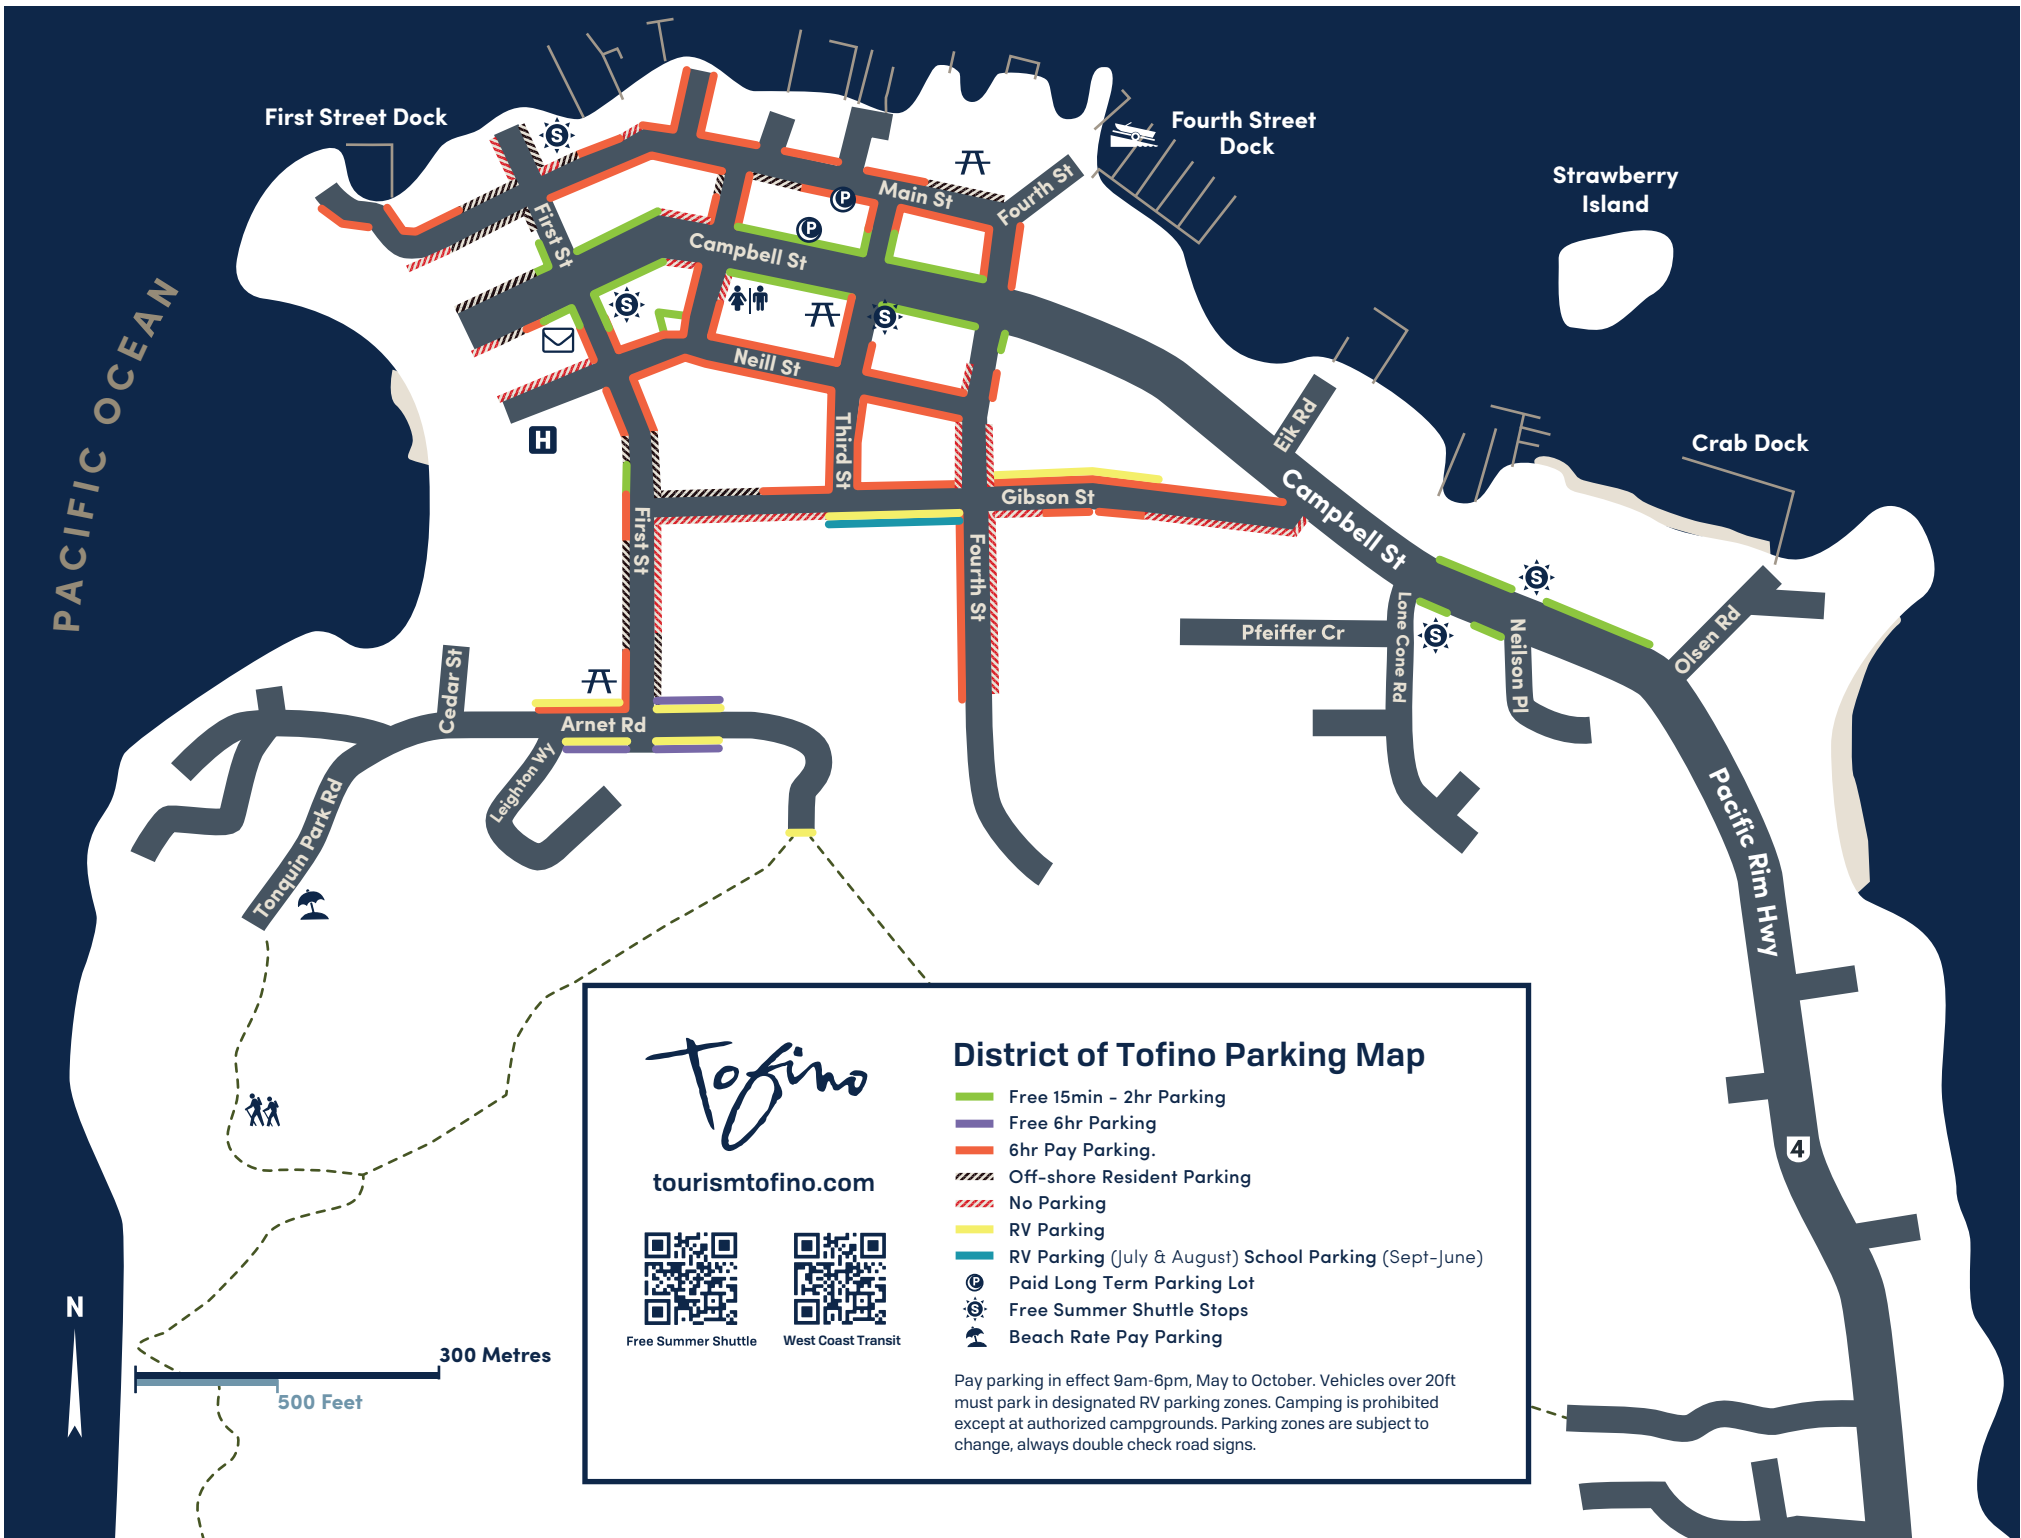 First Street Dock
Fourth Street
Dock
Strawberry
Island
PACIFIC OCEAN
S
P
P
Main St
Fourth St
First St
Campbell St
S
S
Neill St
H
Third St
Elk Rd
Crab Dock
Gibson St
Campbell St
First St
Fourth St
S
S
Pfeiffer Cr
Lone Cone Rd
Neilson Pl
Olsen Rd
Cedar St
Arnet Rd
Leighton Wy
Tonquin Park Rd
Pacific Rim Hwy
4
Tofino
tourismtofino.com
Free Summer Shuttle
West Coast Transit
District of Tofino Parking Map
Free 15min - 2hr Parking
Free 6hr Parking
6hr Pay Parking.
Off-shore Resident Parking
No Parking
RV Parking
RV Parking (July & August) School Parking (Sept-June)
P Paid Long Term Parking Lot
S Free Summer Shuttle Stops
Beach Rate Pay Parking
Pay parking in effect 9am-6pm, May to October. Vehicles over 20ft
must park in designated RV parking zones. Camping is prohibited
except at authorized campgrounds. Parking zones are subject to
change, always double check road signs.
N
300 Metres
500 Feet